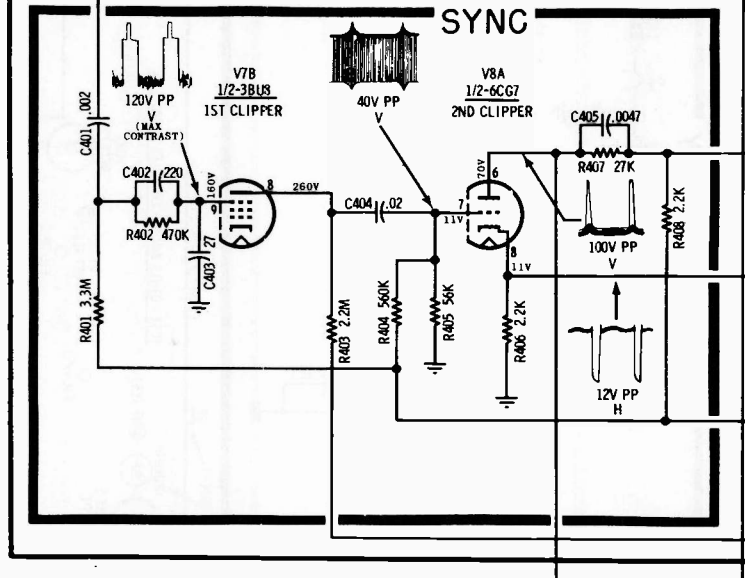 SYNC
120V PP
V
(MAX
CONTRAST)
V7B
1/2-3BU8
1ST CLIPPER
40V PP
V
V8A
1/2-6CG7
2ND CLIPPER
C405 .0047
R407 27K
C401 .002
C402 220
R402 470K
160V
9
8
260V
C403 27
C404 .02
7
11V
70V
6
8
11V
100V PP
V
R408 2.2K
R401 3.3M
R403 2.2M
R404 560K
R405 56K
R406 2.2K
12V PP
H